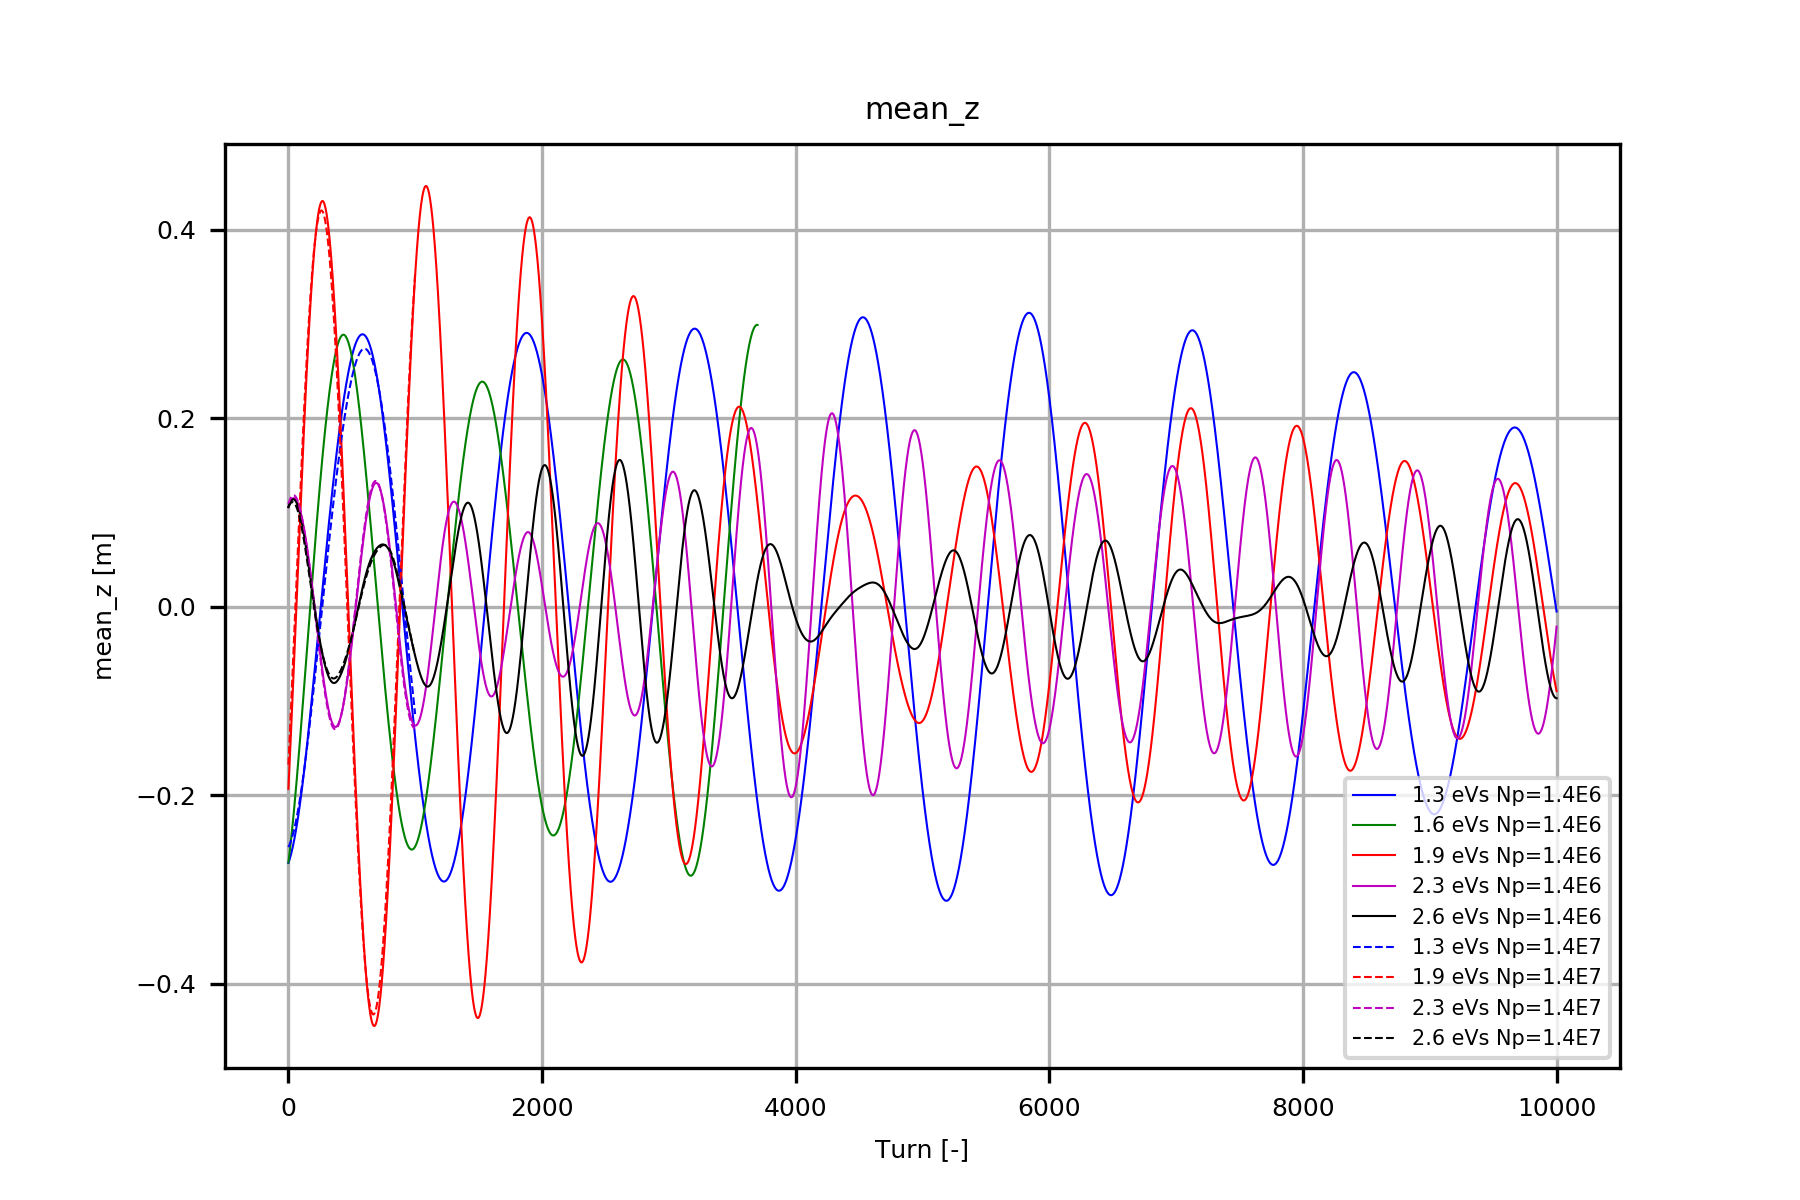 mean_z
mean_z [m]
0.4
0.2
0.0
−0.2
−0.4
0 2000 4000 6000 8000 10000
Turn [-]
1.3 eVs Np=1.4E6
1.6 eVs Np=1.4E6
1.9 eVs Np=1.4E6
2.3 eVs Np=1.4E6
2.6 eVs Np=1.4E6
1.3 eVs Np=1.4E7
1.9 eVs Np=1.4E7
2.3 eVs Np=1.4E7
2.6 eVs Np=1.4E7